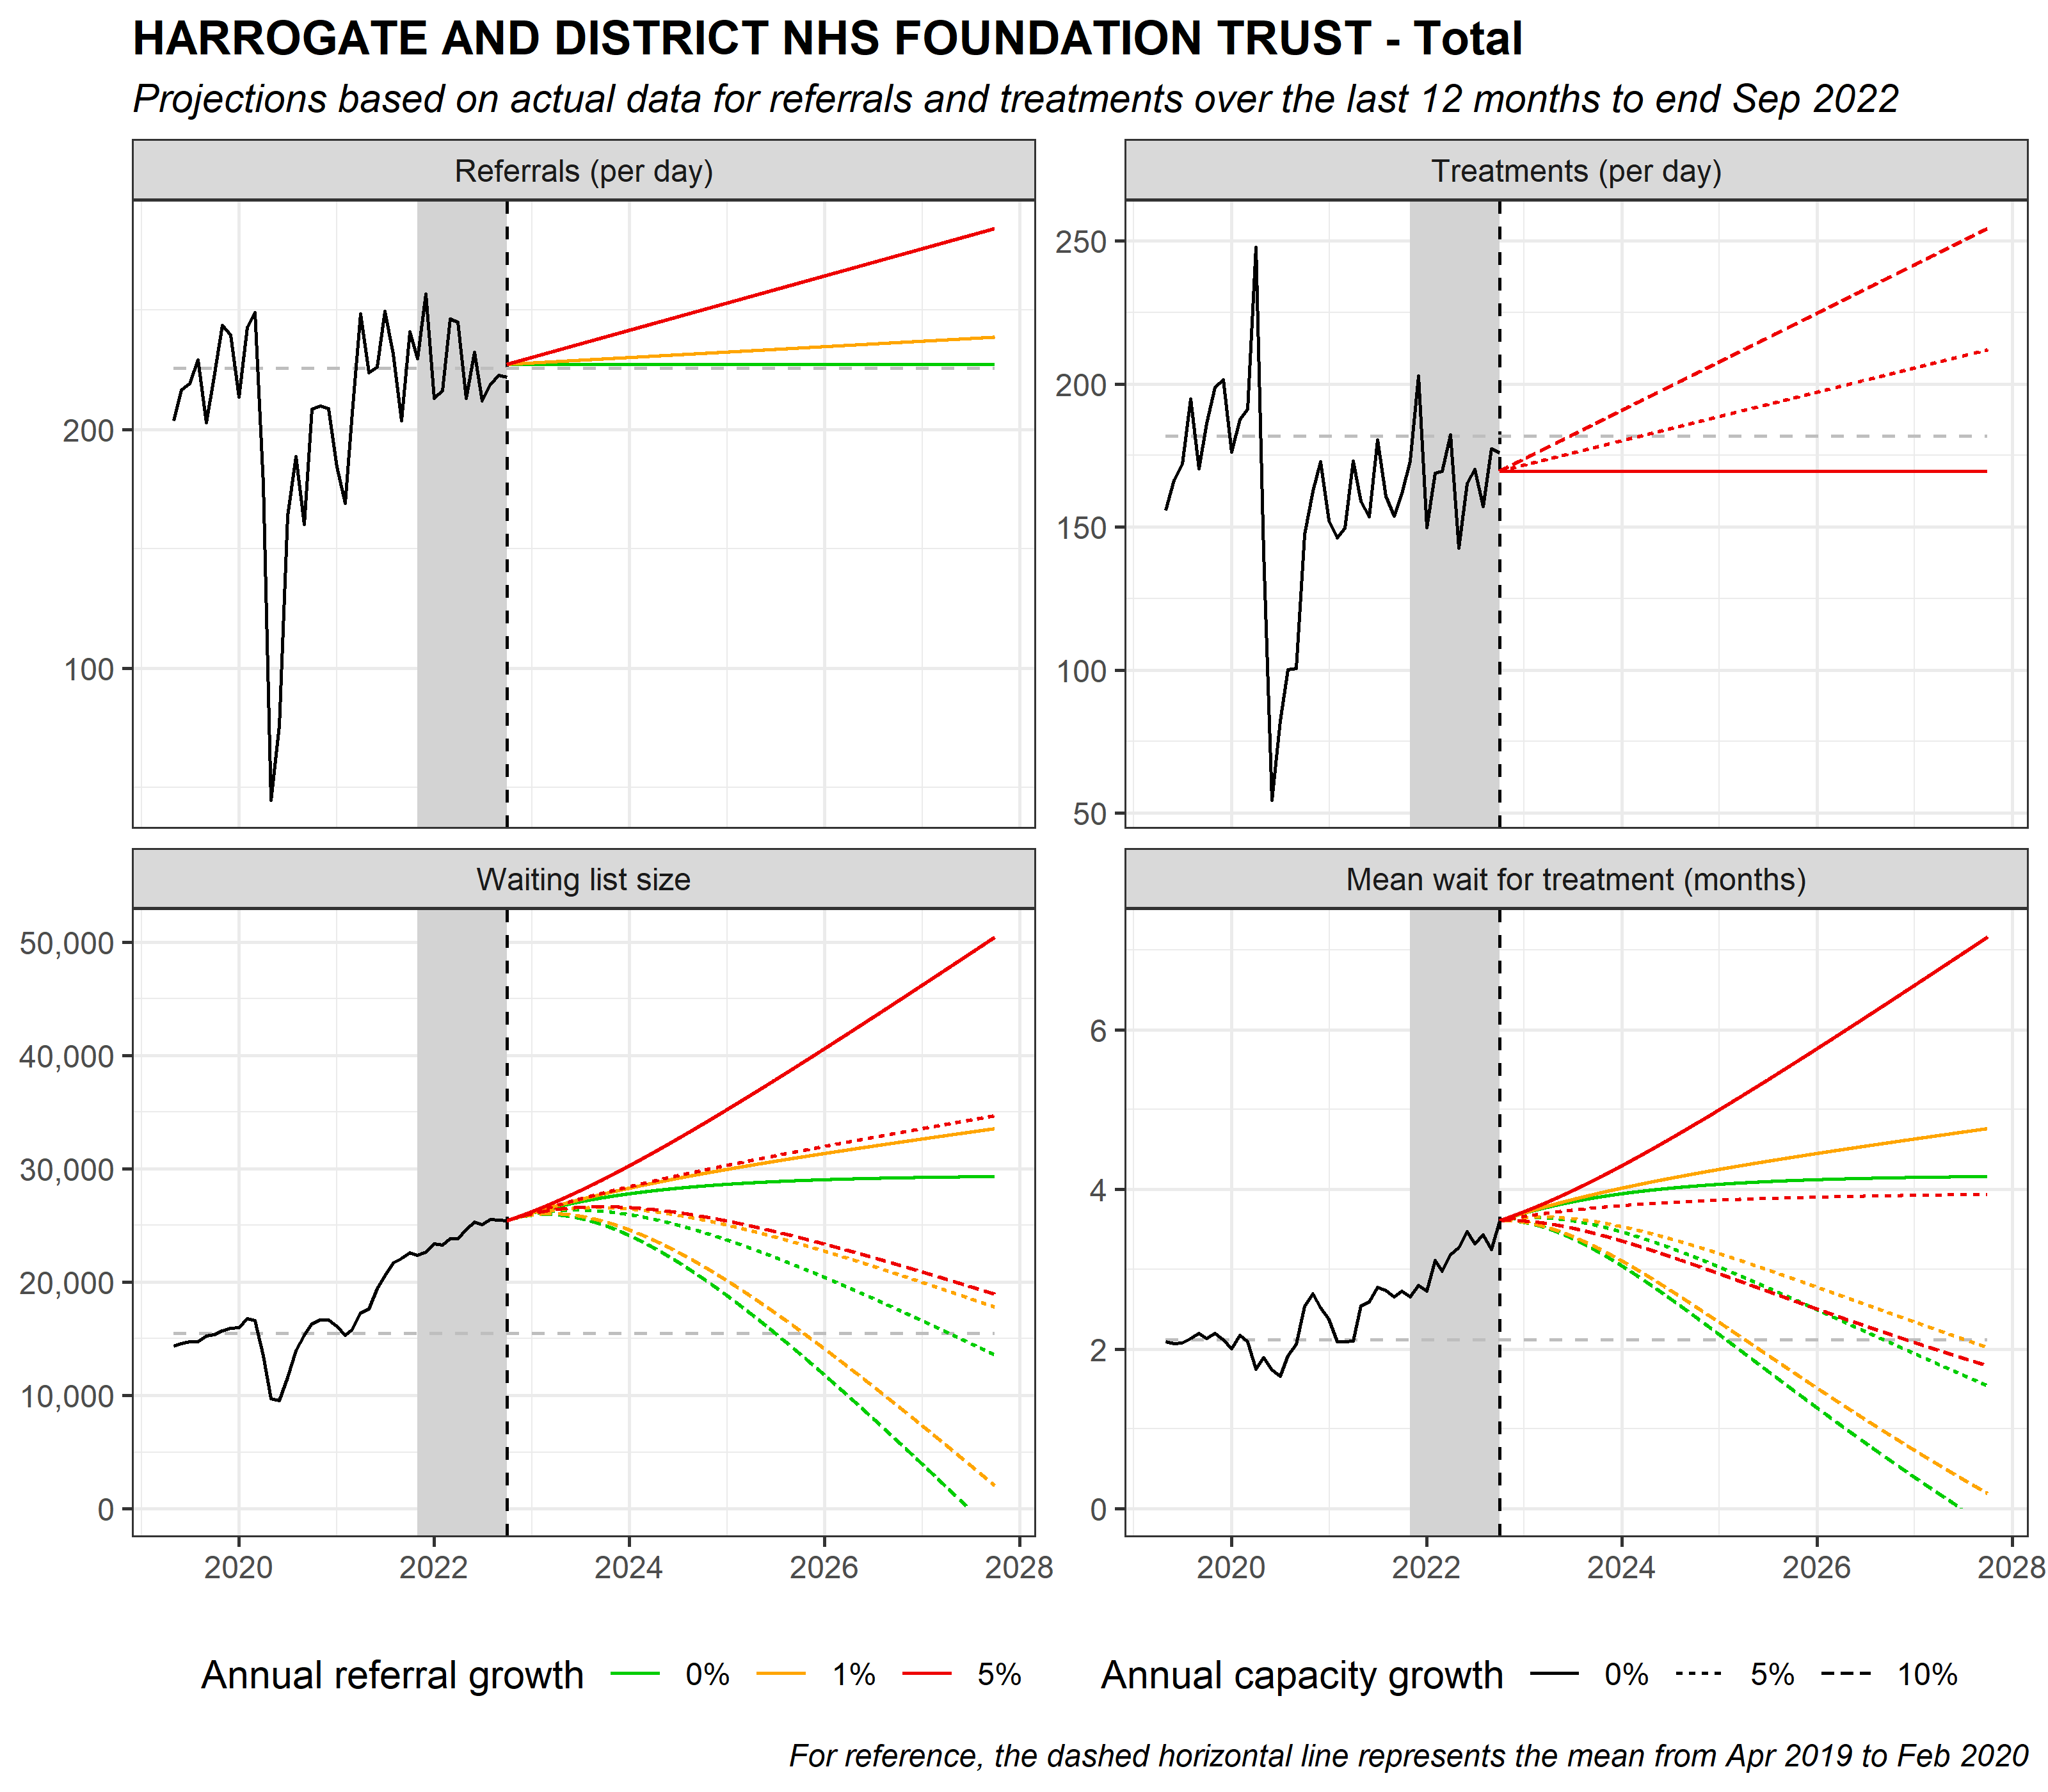 HARROGATE AND DISTRICT NHS FOUNDATION TRUST - Total
Projections based on actual data for referrals and treatments over the last 12 months to end Sep 2022
Referrals (per day)
200
100
Treatments (per day)
250
200
150
100
50
Waiting list size
50,000
40,000
30,000
20,000
10,000
0
2020 2022 2024 2026 2028
Mean wait for treatment (months)
6
4
2
0
2020 2022 2024 2026 2028
Annual referral growth 0% 1% 5%
Annual capacity growth 0% 5% 10%
For reference, the dashed horizontal line represents the mean from Apr 2019 to Feb 2020